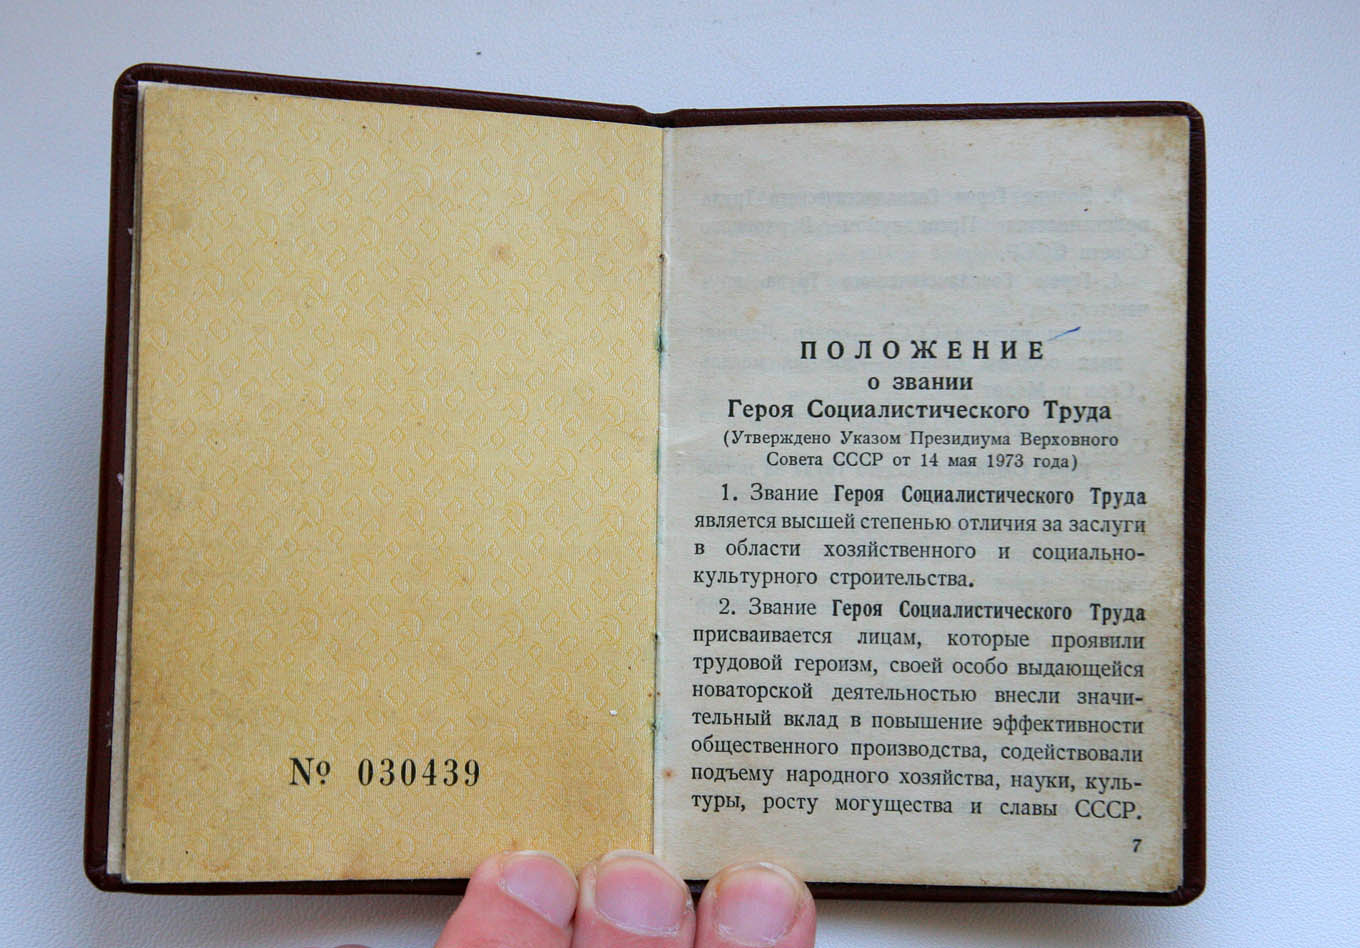 № 030439
ПОЛОЖЕНИЕ
о звании
Героя Социалистического Труда
(Утверждено Указом Президиума Верховного
Совета СССР от 14 мая 1973 года)
1. Звание Героя Социалистического Труда
является высшей степенью отличия за заслуги
в области хозяйственного и социально-
культурного строительства.
2. Звание Героя Социалистического Труда
присваивается лицам, которые проявили
трудовой героизм, своей особо выдающейся
новаторской деятельностью внесли значи-
тельный вклад в повышение эффективности
общественного производства, содействовали
подъему народного хозяйства, науки, куль-
туры, росту могущества и славы СССР.
7